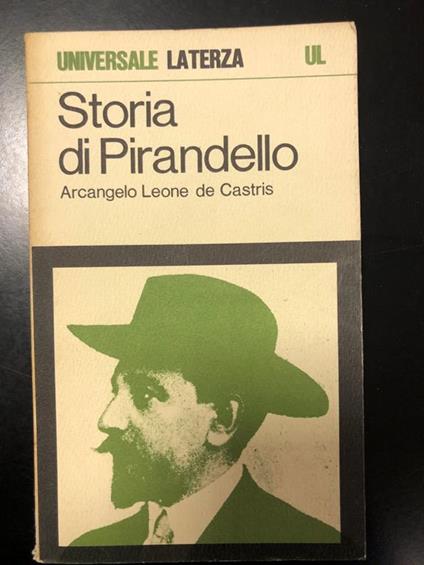 UNIVERSALE LATERZA UL
Storia
di Pirandello
Arcangelo Leone de Castris